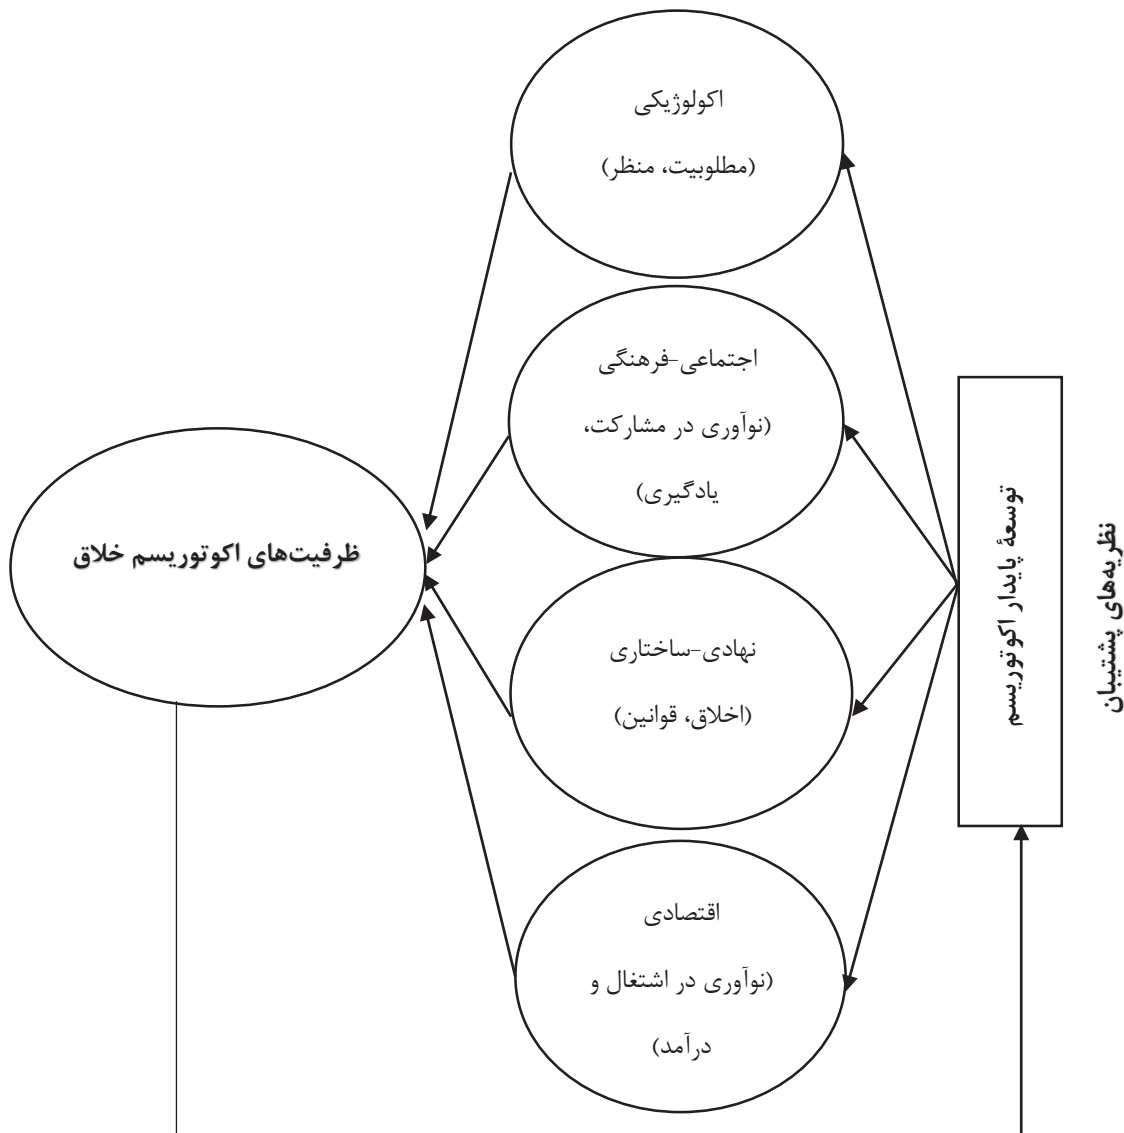 نظریه‌های پشتیبان
توسعهٔ پایدار اکوتوریسم
اکولوژیکی
(مطلوبیت، منظر)
اجتماعی-فرهنگی
(نوآوری در مشارکت،
یادگیری)
نهادی-ساختاری
(اخلاق، قوانین)
اقتصادی
(نوآوری در اشتغال و
درآمد)
ظرفیت‌های اکوتوریسم خلاق